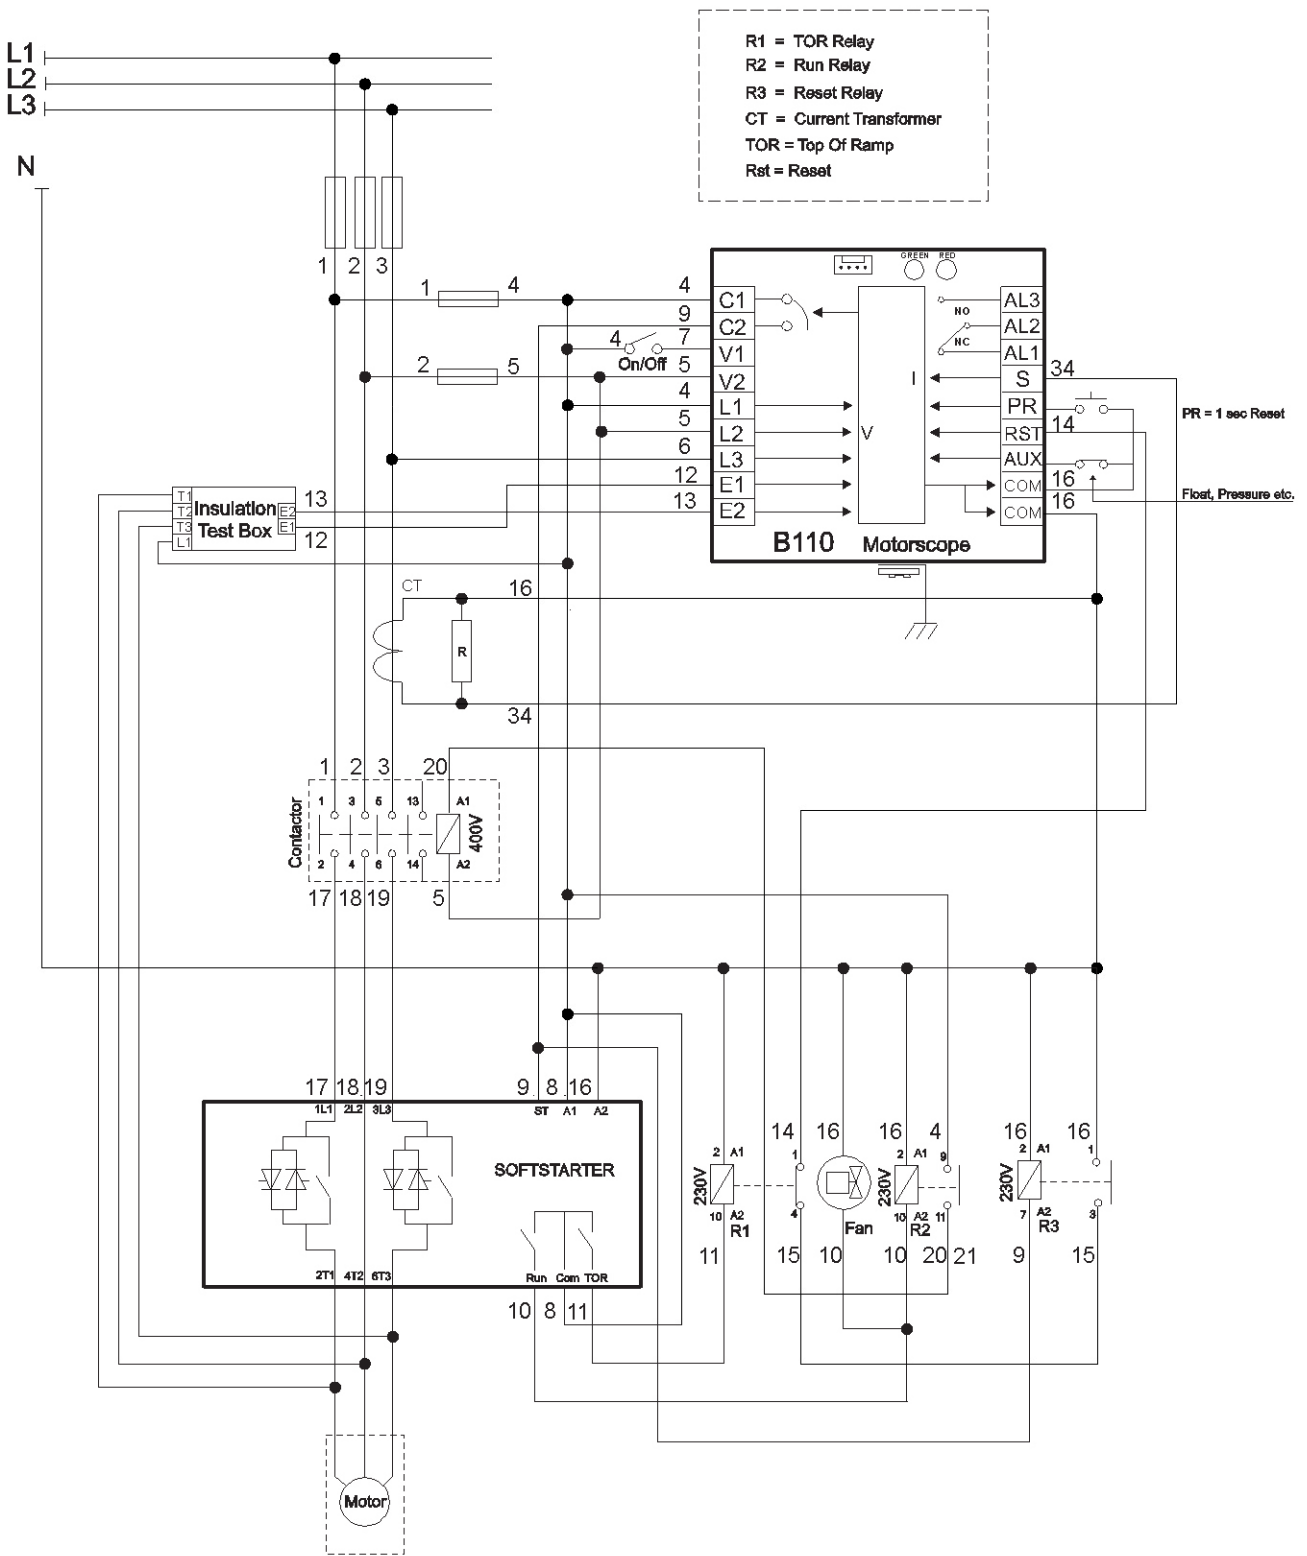 R1 = TOR Relay
R2 = Run Relay
R3 = Reset Relay
CT = Current Transformer
TOR = Top Of Ramp
Rst = Reset
L1
L2
L3
N
1 2 3
1 4
2 5
4
9
4 7
On/Off
5
4
5
6
12
13
GREEN RED
C1
C2
V1
V2
L1
L2
L3
E1
E2
NO
NC
I
V
AL3
AL2
AL1
S
PR
RST
AUX
COM
COM
34
14
16
16
PR = 1 sec Reset
Float, Pressure etc.
B110 Motorscope
T1
T2
T3
L1
Insulation
Test Box
E2
E1
13
12
CT
16
R
34
1 2 3 20
Contactor
1 3 5 13 A1
400V
2 4 6 14 A2
17 18 19 5
17 18 19 9 8 16
1L1 2L2 3L3 ST A1 A2
SOFTSTARTER
2T1 4T2 6T3 Run Com TOR
10 8 11
14 16 16 4 16 16
2 A1 1 2 A1 9 2 A1 1
230V 230V 230V
10 A2 4 10 A2 11 7 A2 3
R1 Fan R2 R3
11 15 10 10 20 21 9 15
Motor